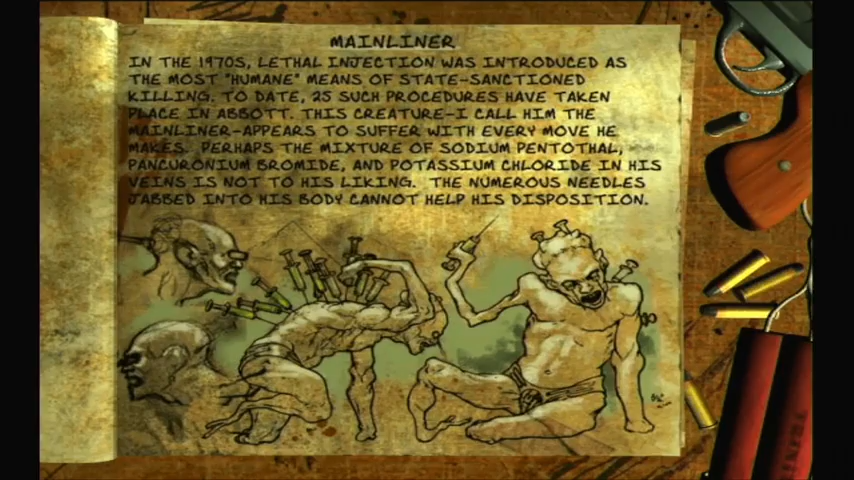 MAINLINER
IN THE 1970S, LETHAL INJECTION WAS INTRODUCED AS
THE MOST "HUMANE" MEANS OF STATE-SANCTIONED
KILLING. TO DATE, 25 SUCH PROCEDURES HAVE TAKEN
PLACE IN ABBOTT. THIS CREATURE-I CALL HIM THE
MAINLINER-APPEARS TO SUFFER WITH EVERY MOVE HE
MAKES. PERHAPS THE MIXTURE OF SODIUM PENTOTHAL,
PANCURONIUM BROMIDE, AND POTASSIUM CHLORIDE IN HIS
VEINS IS NOT TO HIS LIKING. THE NUMEROUS NEEDLES
JABBED INTO HIS BODY CANNOT HELP HIS DISPOSITION.